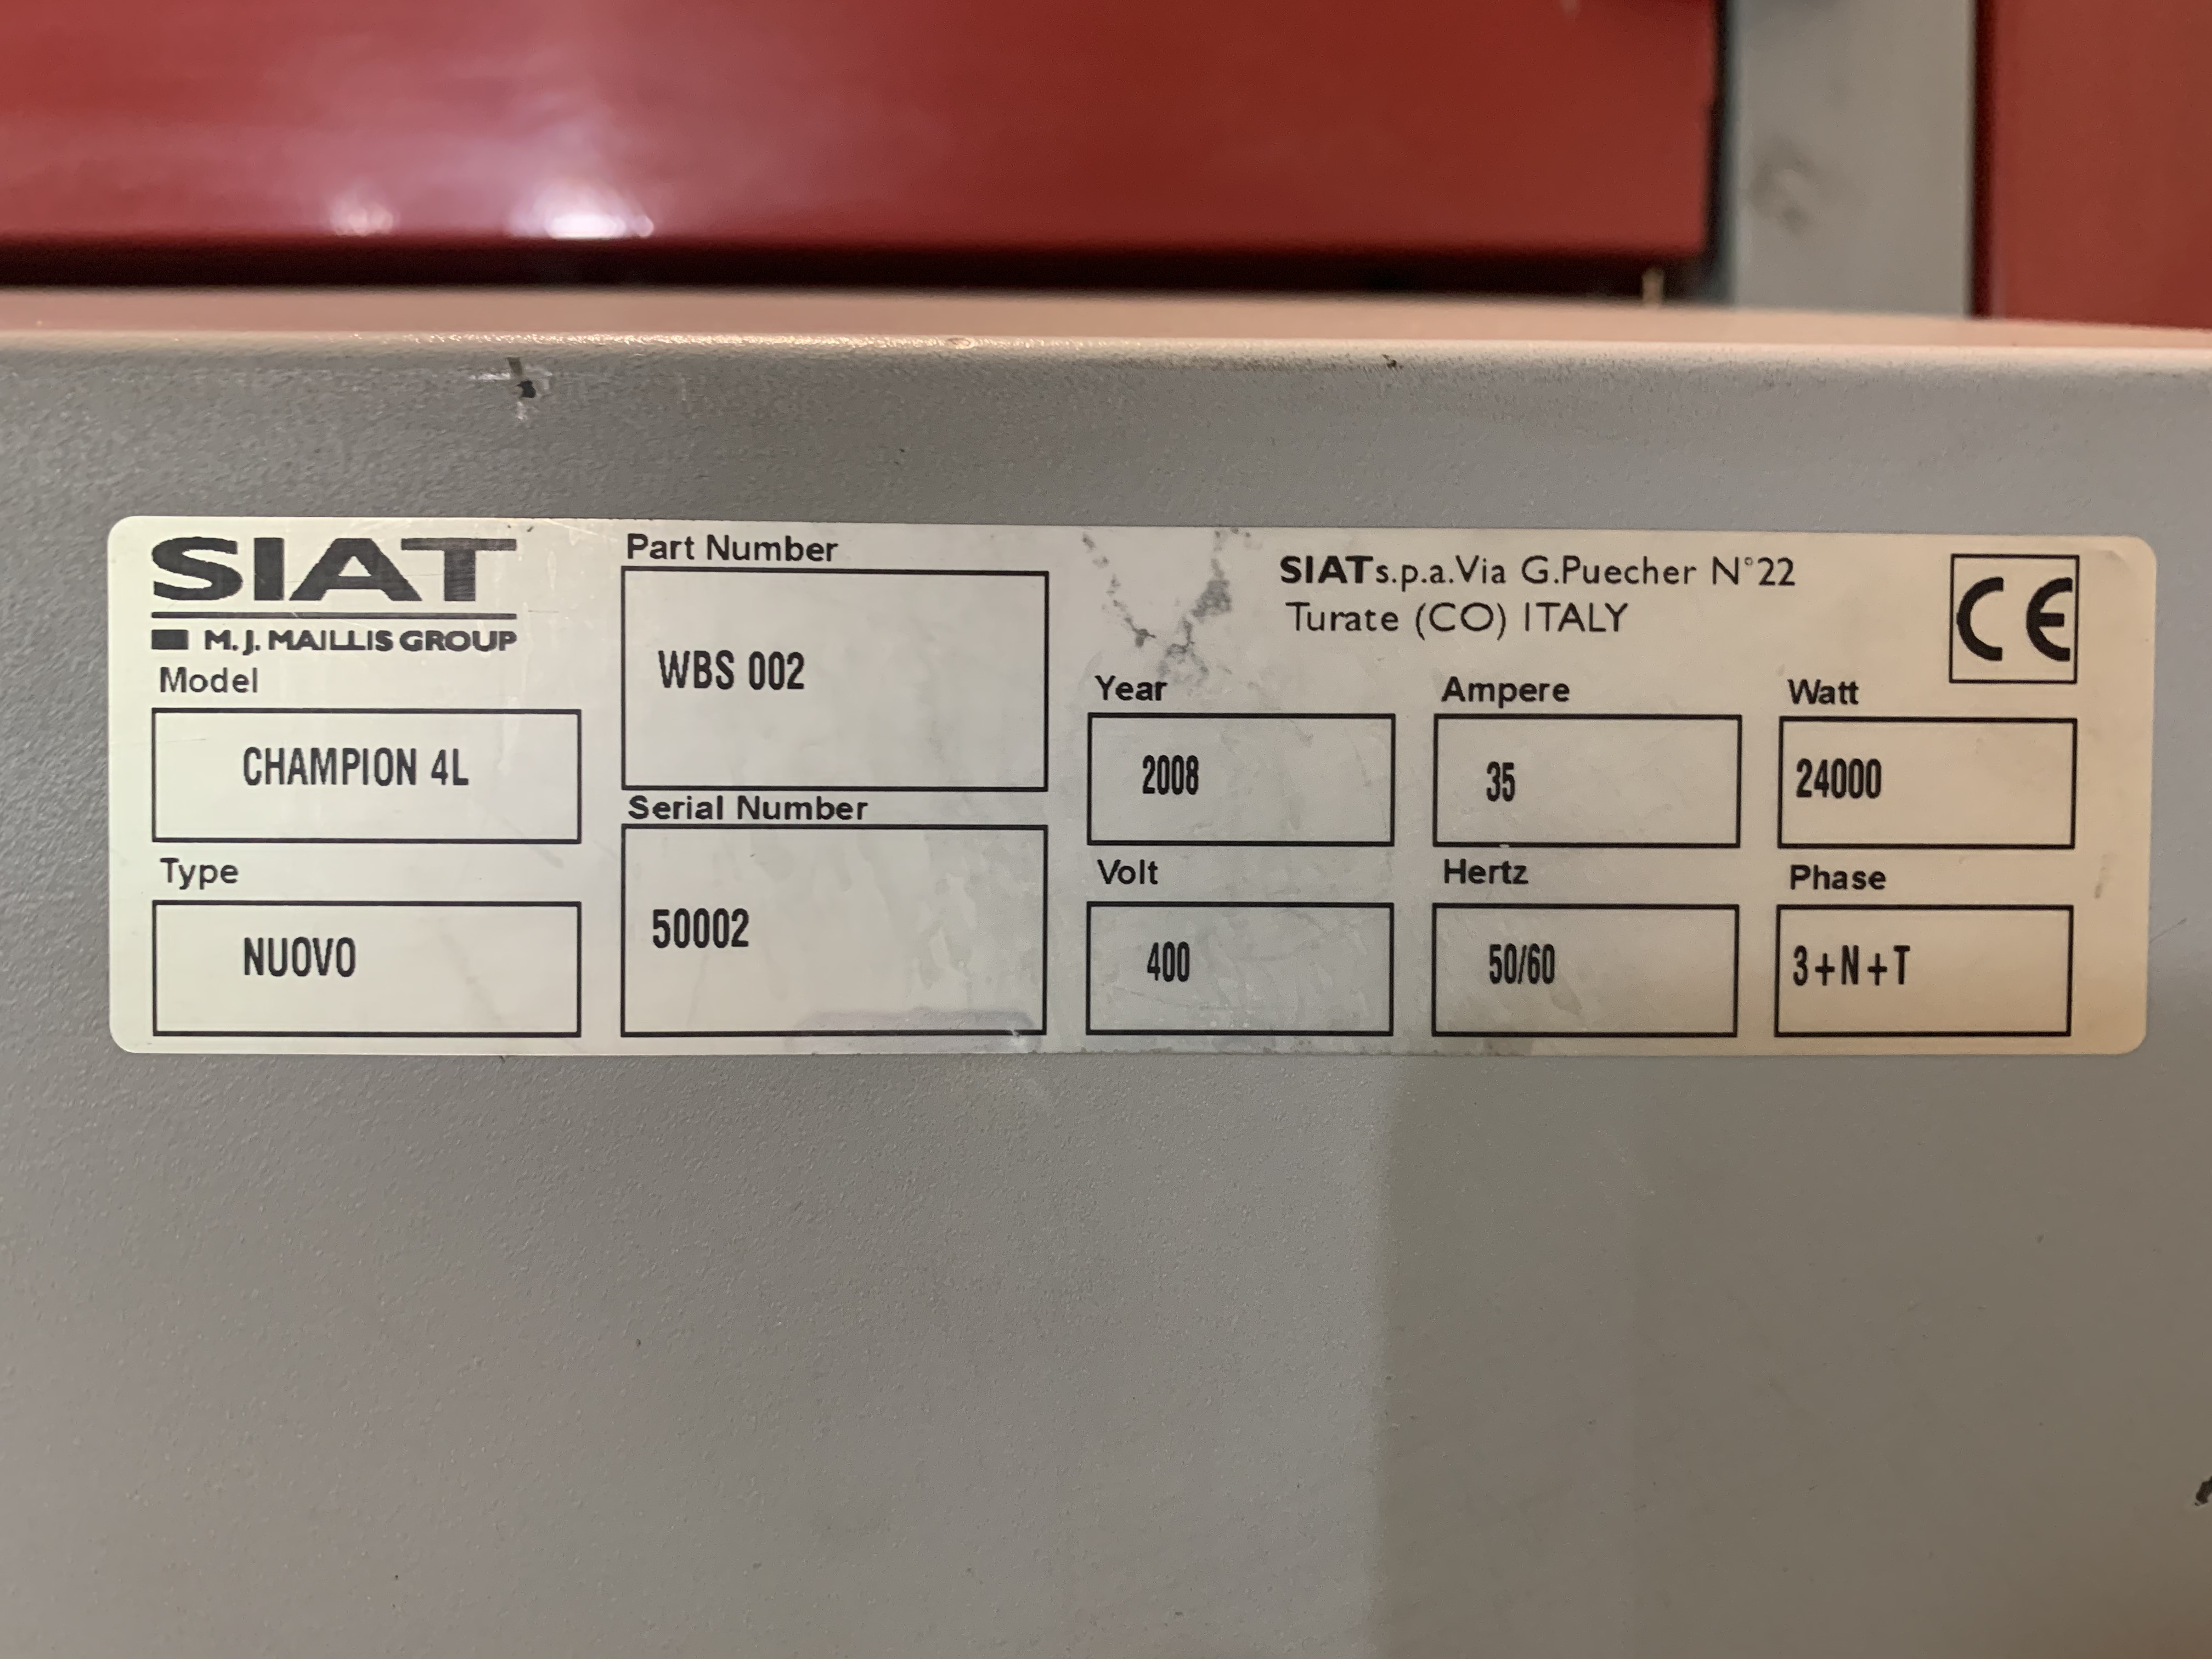 SIAT
M.J. MAILLIS GROUP
Model
CHAMPION 4L
Type
NUOVO
Part Number
WBS 002
Serial Number
50002
SIAT s.p.a.Via G.Puecher N°22
Turate (CO) ITALY
CE
Year
2008
Ampere
35
Watt
24000
Volt
400
Hertz
50/60
Phase
3+N+T